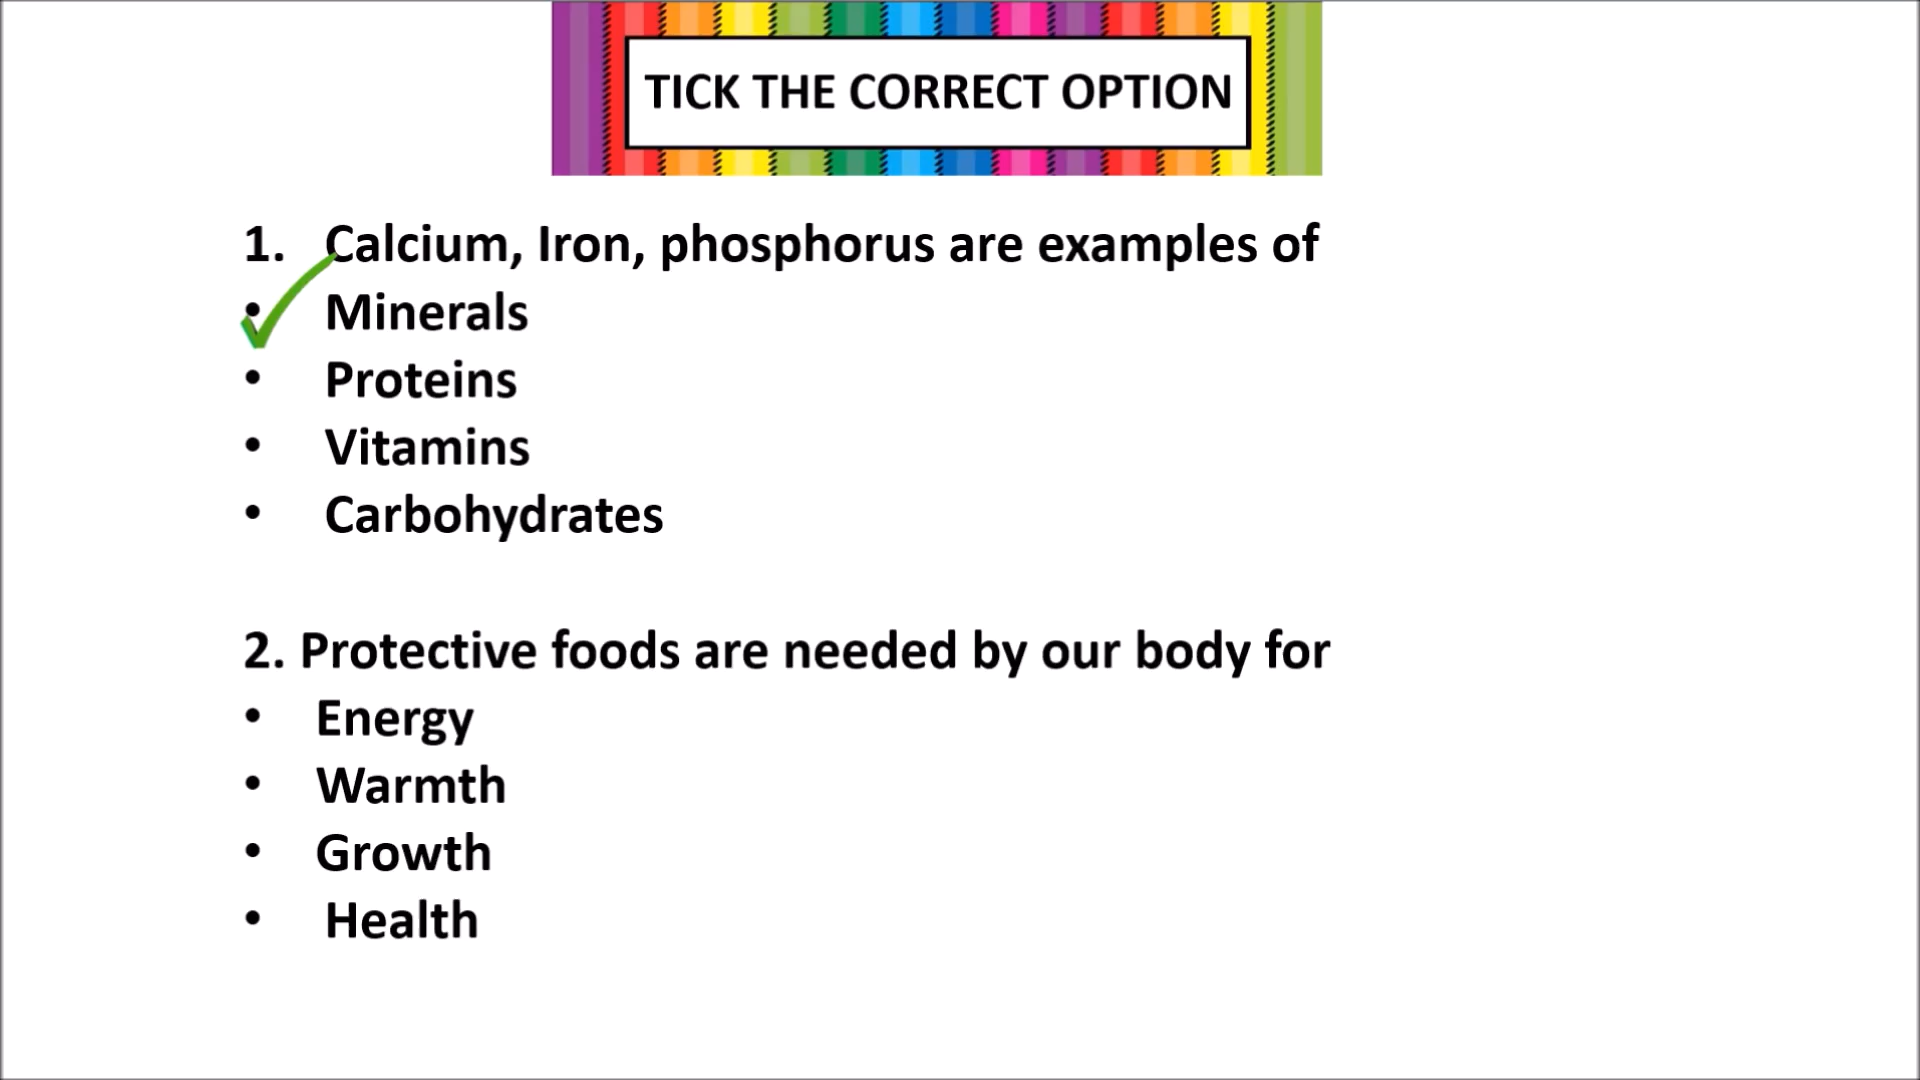 TICK THE CORRECT OPTION
1. Calcium, Iron, phosphorus are examples of
• Minerals
• Proteins
• Vitamins
• Carbohydrates
2. Protective foods are needed by our body for
• Energy
• Warmth
• Growth
• Health